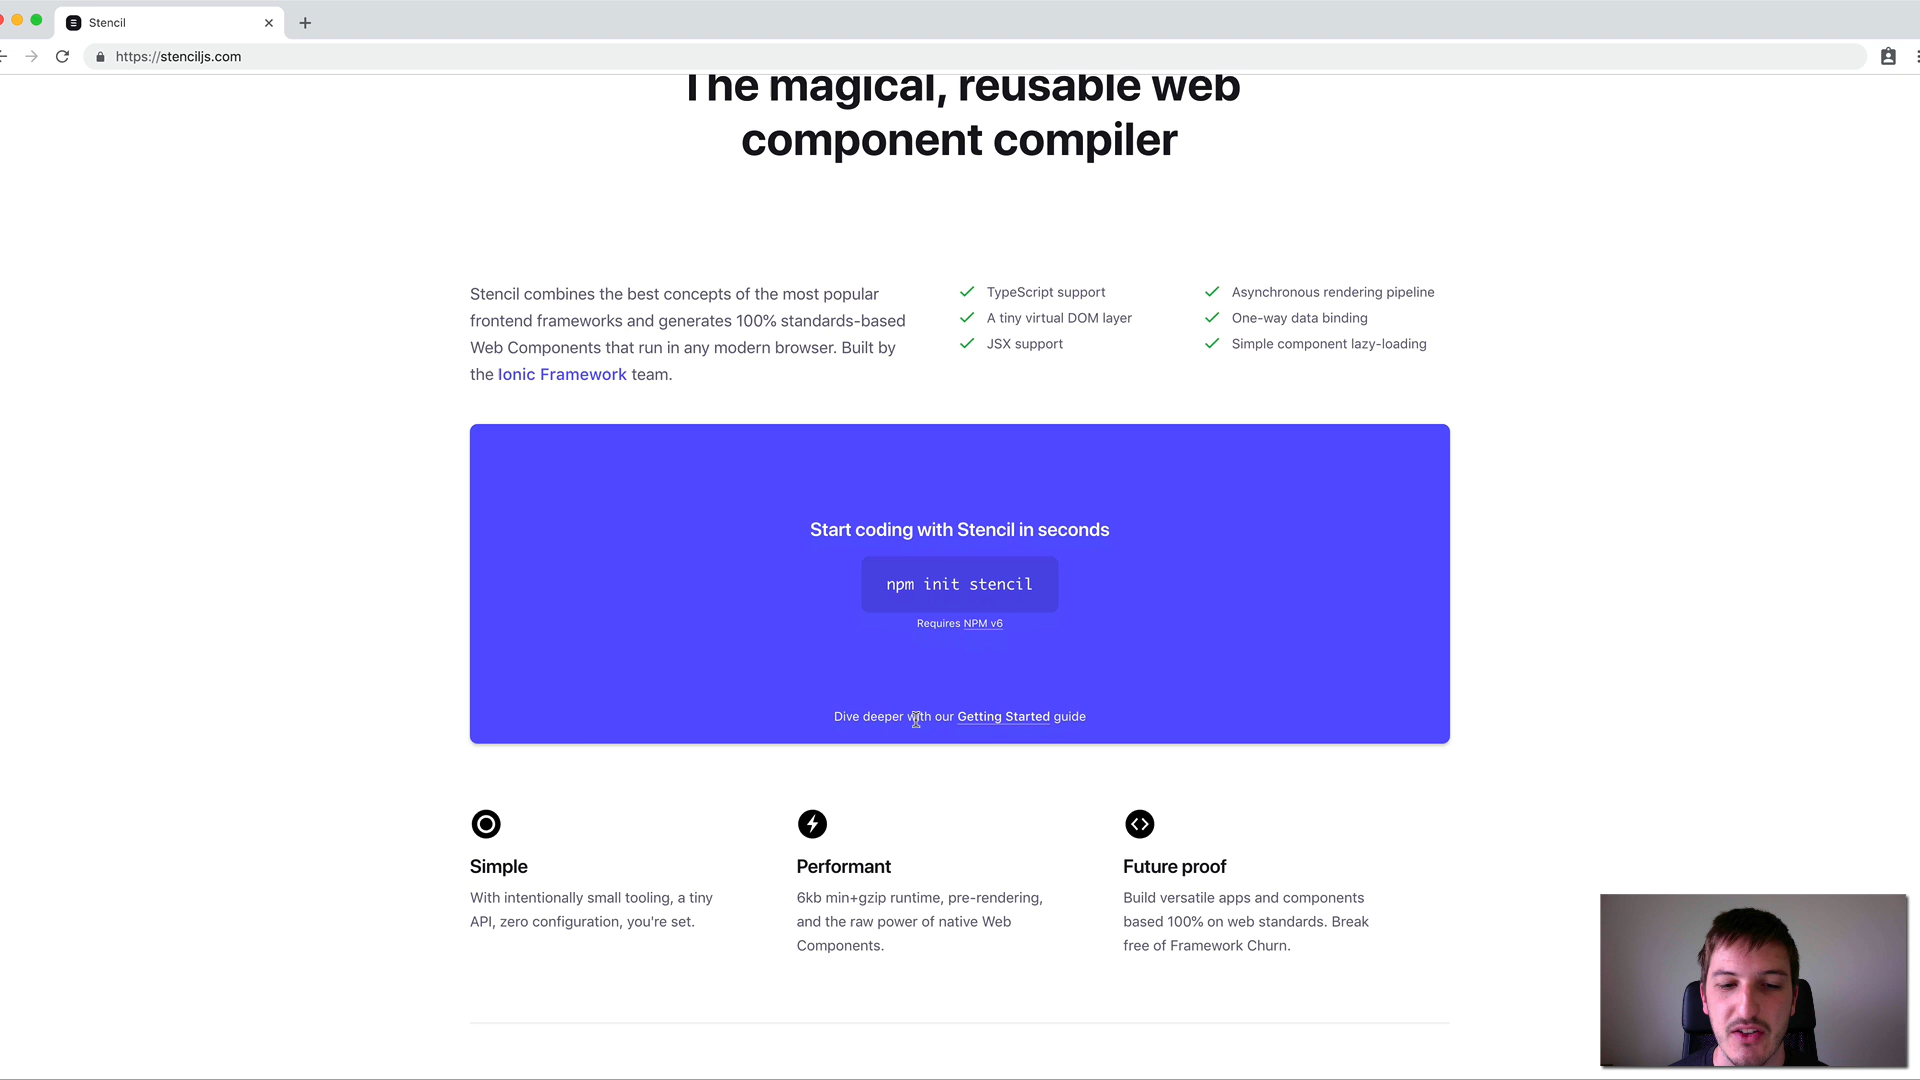 Stencil
https://stenciljs.com
The magical, reusable web
component compiler
Stencil combines the best concepts of the most popular
frontend frameworks and generates 100% standards-based
Web Components that run in any modern browser. Built by
the Ionic Framework team.
TypeScript support
A tiny virtual DOM layer
JSX support
Asynchronous rendering pipeline
One-way data binding
Simple component lazy-loading
Start coding with Stencil in seconds
npm init stencil
Requires NPM v6
Dive deeper with our Getting Started guide
Simple
With intentionally small tooling, a tiny
API, zero configuration, you're set.
Performant
6kb min+gzip runtime, pre-rendering,
and the raw power of native Web
Components.
Future proof
Build versatile apps and components
based 100% on web standards. Break
free of Framework Churn.